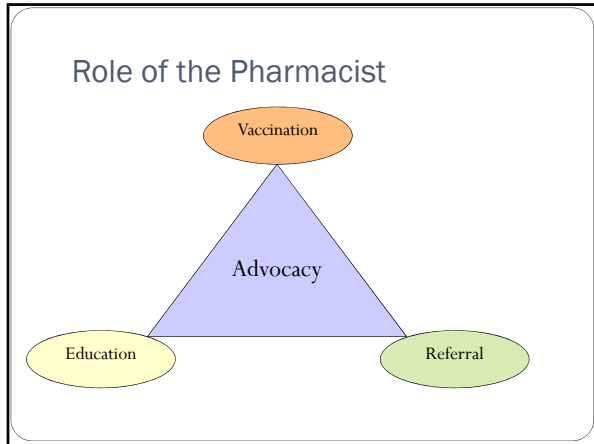 Role of the Pharmacist
Vaccination
Advocacy
Education
Referral